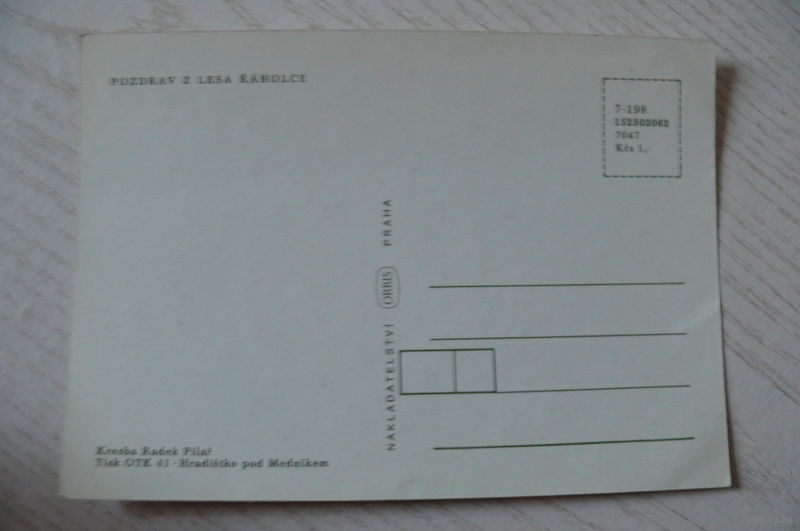 POZDRAV Z LESA ŘÁHOLCE
7-198
152302082
7047
Kčs 1,-
NAKLADATELSTVÍ ORBIS PRAHA
Kresba Radek Pilař
Tisk OTK 41 - Hradištko pod Medníkem